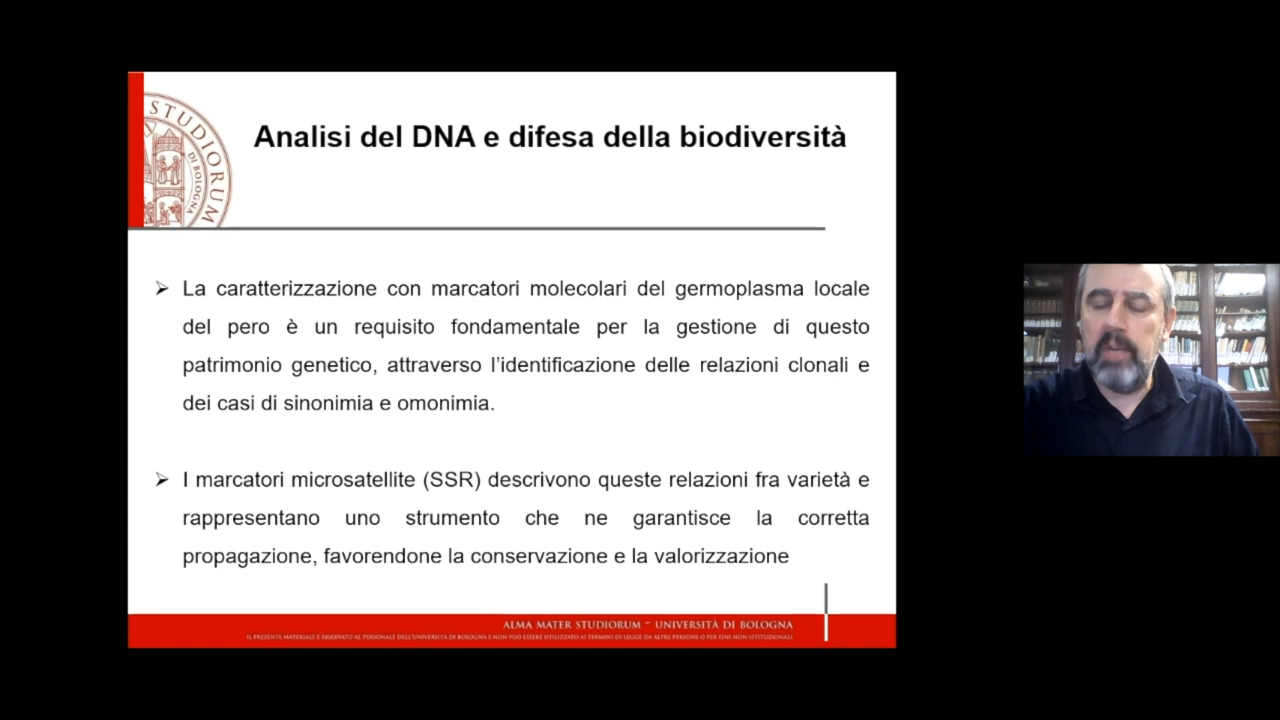 STUDIORUM
DI BOLOGNA
Analisi del DNA e difesa della biodiversità
La caratterizzazione con marcatori molecolari del germoplasma locale
del pero è un requisito fondamentale per la gestione di questo
patrimonio genetico, attraverso l’identificazione delle relazioni clonali e
dei casi di sinonimia e omonimia.
I marcatori microsatellite (SSR) descrivono queste relazioni fra varietà e
rappresentano uno strumento che ne garantisce la corretta
propagazione, favorendone la conservazione e la valorizzazione
ALMA MATER STUDIORUM ~ UNIVERSITÀ DI BOLOGNA
IL PRESENTE MATERIALE È RISERVATO AL PERSONALE DELL'UNIVERSITÀ DI BOLOGNA E NON PUÒ ESSERE UTILIZZATO AI TERMINI DI LEGGE DA ALTRE PERSONE O PER FINI NON ISTITUZIONALI